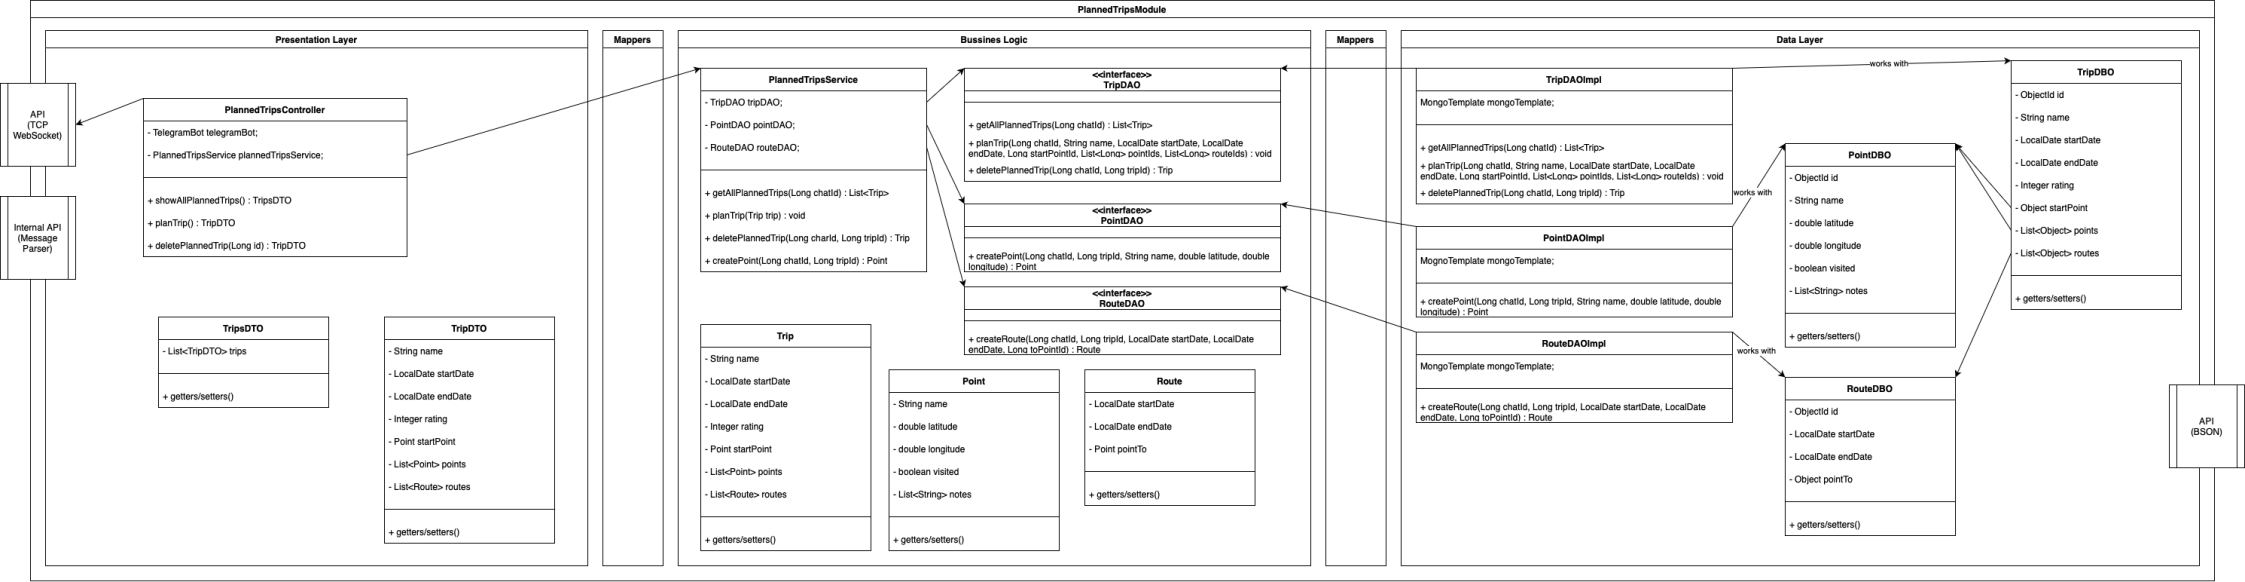 PlannedTripsModule
Presentation Layer
Mappers
Bussines Logic
Mappers
Data Layer
API
(TCP
WebSocket)
Internal API
(Message
Parser)
PlannedTripsController
- TelegramBot telegramBot;
- PlannedTripsService plannedTripsService;
+ showAllPlannedTrips() : TripsDTO
+ planTrip() : TripDTO
+ deletePlannedTrip(Long id) : TripDTO
TripsDTO
- List<TripDTO> trips
+ getters/setters()
TripDTO
- String name
- LocalDate startDate
- LocalDate endDate
- Integer rating
- Point startPoint
- List<Point> points
- List<Route> routes
+ getters/setters()
PlannedTripsService
- TripDAO tripDAO;
- PointDAO pointDAO;
- RouteDAO routeDAO;
+ getAllPlannedTrips(Long chatId) : List<Trip>
+ planTrip(Trip trip) : void
+ deletePlannedTrip(Long charId, Long tripId) : Trip
+ createPoint(Long chatId, Long tripId) : Point
<<interface>>
TripDAO
+ getAllPlannedTrips(Long chatId) : List<Trip>
+ planTrip(Long chatId, String name, LocalDate startDate, LocalDate
endDate, Long startPointId, List<Long> pointIds, List<Long> routeIds) : void
+ deletePlannedTrip(Long chatId, Long tripId) : Trip
<<interface>>
PointDAO
+ createPoint(Long chatId, Long tripId, String name, double latitude, double
longitude) : Point
<<interface>>
RouteDAO
+ createRoute(Long chatId, Long tripId, LocalDate startDate, LocalDate
endDate, Long toPointId) : Route
Trip
- String name
- LocalDate startDate
- LocalDate endDate
- Integer rating
- Point startPoint
- List<Point> points
- List<Route> routes
+ getters/setters()
Point
- String name
- double latitude
- double longitude
- boolean visited
- List<String> notes
+ getters/setters()
Route
- LocalDate startDate
- LocalDate endDate
- Point pointTo
+ getters/setters()
TripDAOImpl
MongoTemplate mongoTemplate;
+ getAllPlannedTrips(Long chatId) : List<Trip>
+ planTrip(Long chatId, String name, LocalDate startDate, LocalDate
endDate, Long startPointId, List<Long> pointIds, List<Long> routeIds) : void
+ deletePlannedTrip(Long chatId, Long tripId) : Trip
works with
PointDAOImpl
MognoTemplate mongoTemplate;
+ createPoint(Long chatId, Long tripId, String name, double latitude, double
longitude) : Point
works with
RouteDAOImpl
MongoTemplate mongoTemplate;
+ createRoute(Long chatId, Long tripId, LocalDate startDate, LocalDate
endDate, Long toPointId) : Route
works with
PointDBO
- ObjectId id
- String name
- double latitude
- double longitude
- boolean visited
- List<String> notes
+ getters/setters()
RouteDBO
- ObjectId id
- LocalDate startDate
- LocalDate endDate
- Object pointTo
+ getters/setters()
TripDBO
- ObjectId id
- String name
- LocalDate startDate
- LocalDate endDate
- Integer rating
- Object startPoint
- List<Object> points
- List<Object> routes
+ getters/setters()
API
(BSON)